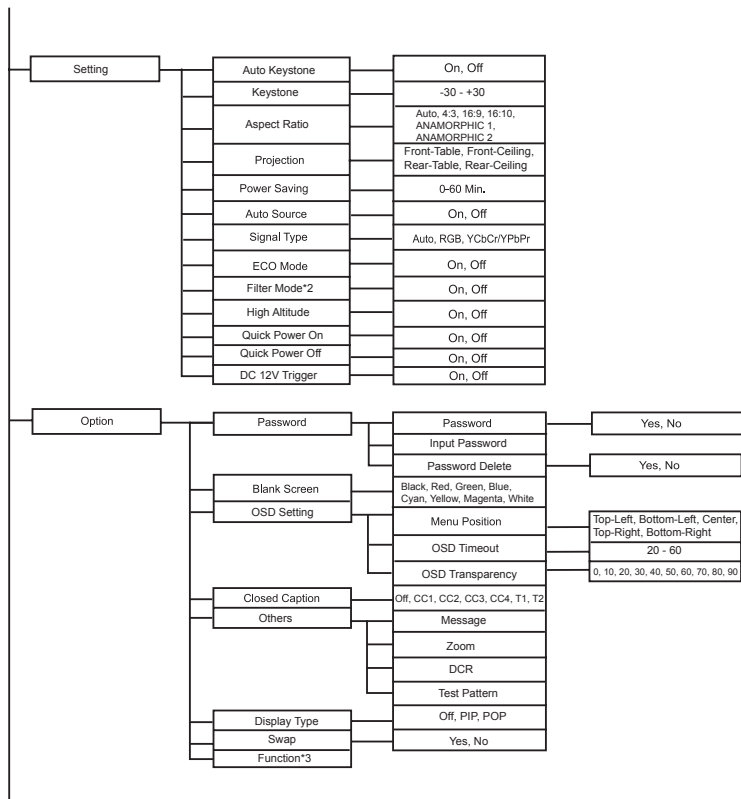 Setting
Auto Keystone
On, Off
Keystone
-30 - +30
Aspect Ratio
Auto, 4:3, 16:9, 16:10,
ANAMORPHIC 1,
ANAMORPHIC 2
Projection
Front-Table, Front-Ceiling,
Rear-Table, Rear-Ceiling
Power Saving
0-60 Min.
Auto Source
On, Off
Signal Type
Auto, RGB, YCbCr/YPbPr
ECO Mode
On, Off
Filter Mode*2
On, Off
High Altitude
On, Off
Quick Power On
On, Off
Quick Power Off
On, Off
DC 12V Trigger
On, Off
Option
Password
Password
Yes, No
Input Password
Password Delete
Yes, No
Blank Screen
Black, Red, Green, Blue,
Cyan, Yellow, Magenta, White
OSD Setting
Menu Position
Top-Left, Bottom-Left, Center,
Top-Right, Bottom-Right
OSD Timeout
20 - 60
OSD Transparency
0, 10, 20, 30, 40, 50, 60, 70, 80, 90
Closed Caption
Off, CC1, CC2, CC3, CC4, T1, T2
Others
Message
Zoom
DCR
Test Pattern
Display Type
Off, PIP, POP
Swap
Yes, No
Function*3